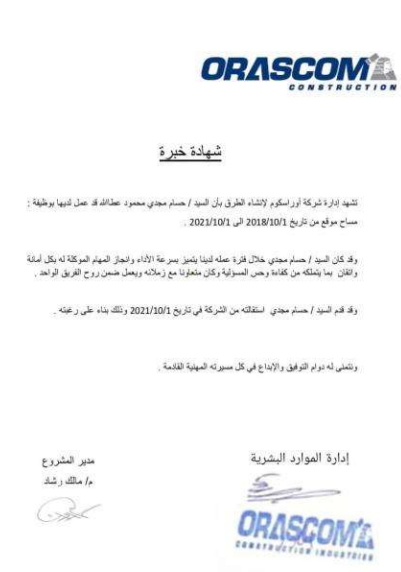 ORASCOM
CONSTRUCTION
شهادة خبرة
تشهد إدارة شركة أوراسكوم لإنشاء الطرق بأن السيد / حسام مجدي محمود عطاالله قد عمل لديها بوظيفة :
مساح موقع من تاريخ 2018/10/1 الى 2021/10/1 .
وقد كان السيد / حسام مجدي خلال فترة عمله لدينا يتميز بسرعة الأداء وانجاز المهام الموكلة له بكل أمانة
واتقان بما يتملكه من كفاءة وحس المسؤلية وكان متعاونا مع زملائه ويعمل ضمن روح الفريق الواحد .
وقد قدم السيد / حسام مجدي استقالته من الشركة في تاريخ 2021/10/1 وذلك بناء على رغبته .
ونتمنى له دوام التوفيق والإبداع في كل مسيرته المهنية القادمة .
إدارة الموارد البشرية
مدير المشروع
م/ مالك رشاد
ORASCOM
CONSTRUCTION INDUSTRIES